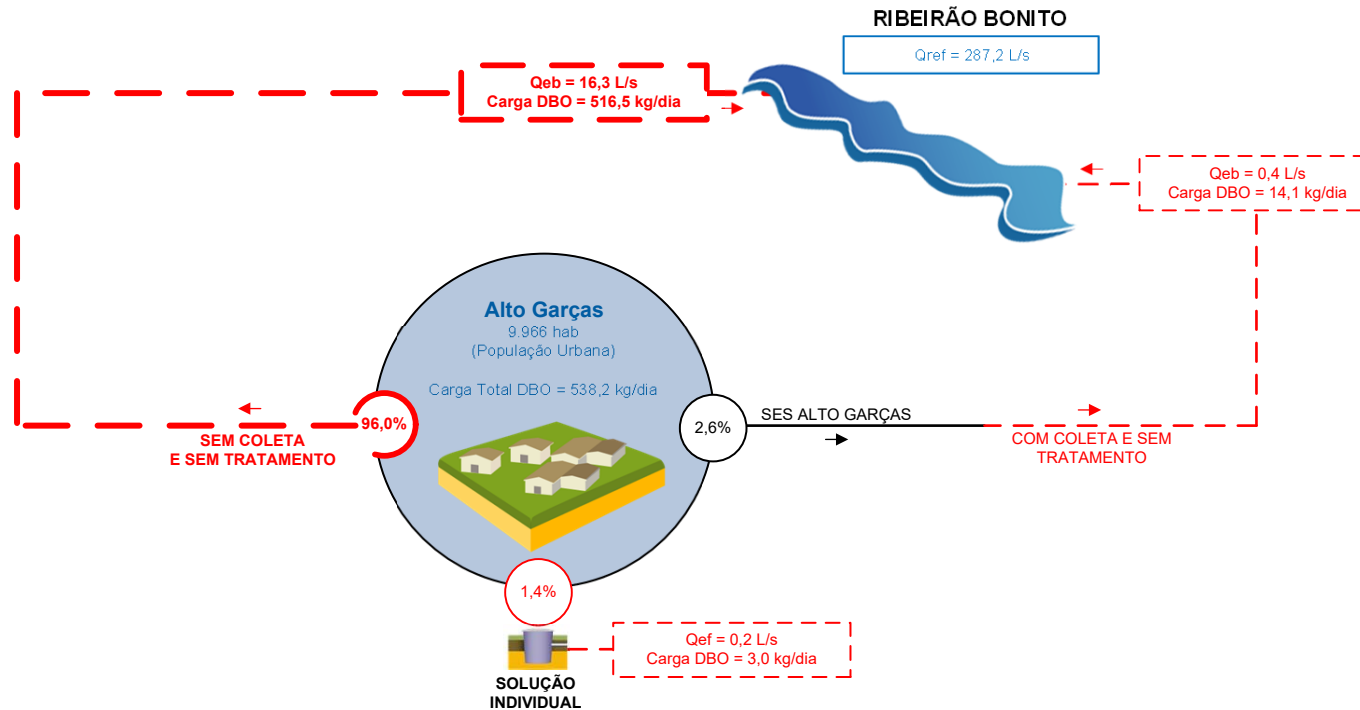 RIBEIRÃO BONITO
Qref = 287,2 L/s
Qeb = 16,3 L/s
Carga DBO = 516,5 kg/dia
Qeb = 0,4 L/s
Carga DBO = 14,1 kg/dia
Alto Garças
9.966 hab
(População Urbana)
Carga Total DBO = 538,2 kg/dia
96,0%
SEM COLETA
E SEM TRATAMENTO
2,6%
SES ALTO GARÇAS
COM COLETA E SEM
TRATAMENTO
1,4%
Qef = 0,2 L/s
Carga DBO = 3,0 kg/dia
SOLUÇÃO
INDIVIDUAL